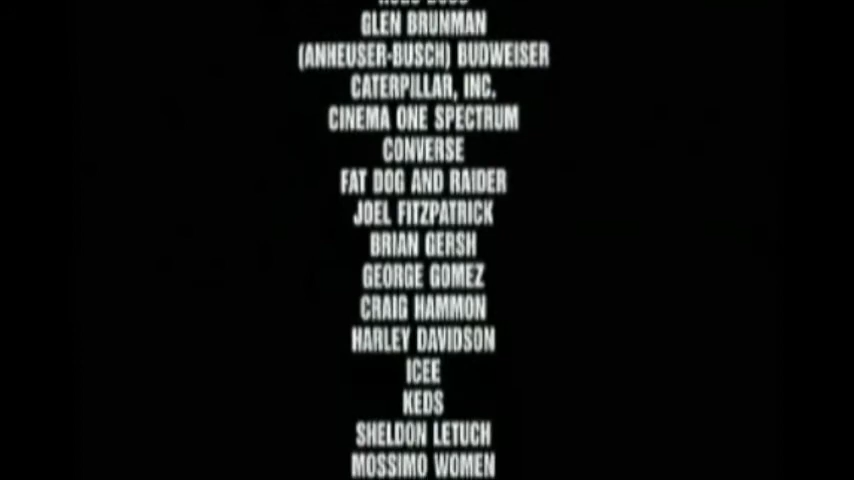 GLEN BRUNMAN
(ANHEUSER-BUSCH) BUDWEISER
CATERPILLAR, INC.
CINEMA ONE SPECTRUM
CONVERSE
FAT DOG AND RAIDER
JOEL FITZPATRICK
BRIAN GERSH
GEORGE GOMEZ
CRAIG HAMMON
HARLEY DAVIDSON
ICEE
KEDS
SHELDON LETUCH
MOSSIMO WOMEN